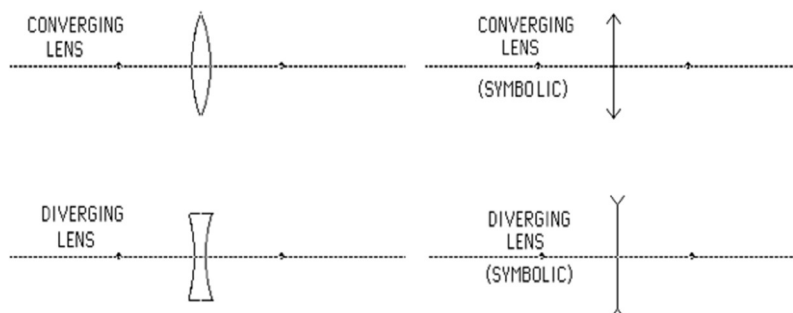 CONVERGING
LENS
CONVERGING
LENS
(SYMBOLIC)
DIVERGING
LENS
DIVERGING
LENS
(SYMBOLIC)